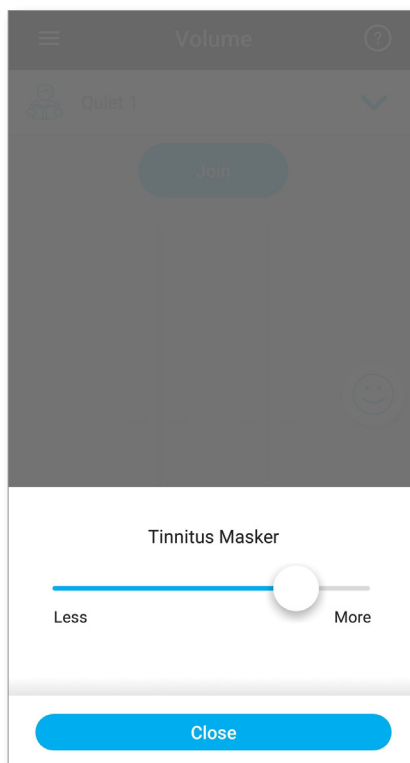 Volume
?
Quiet 1
Join
Tinnitus Masker
Less
More
Close